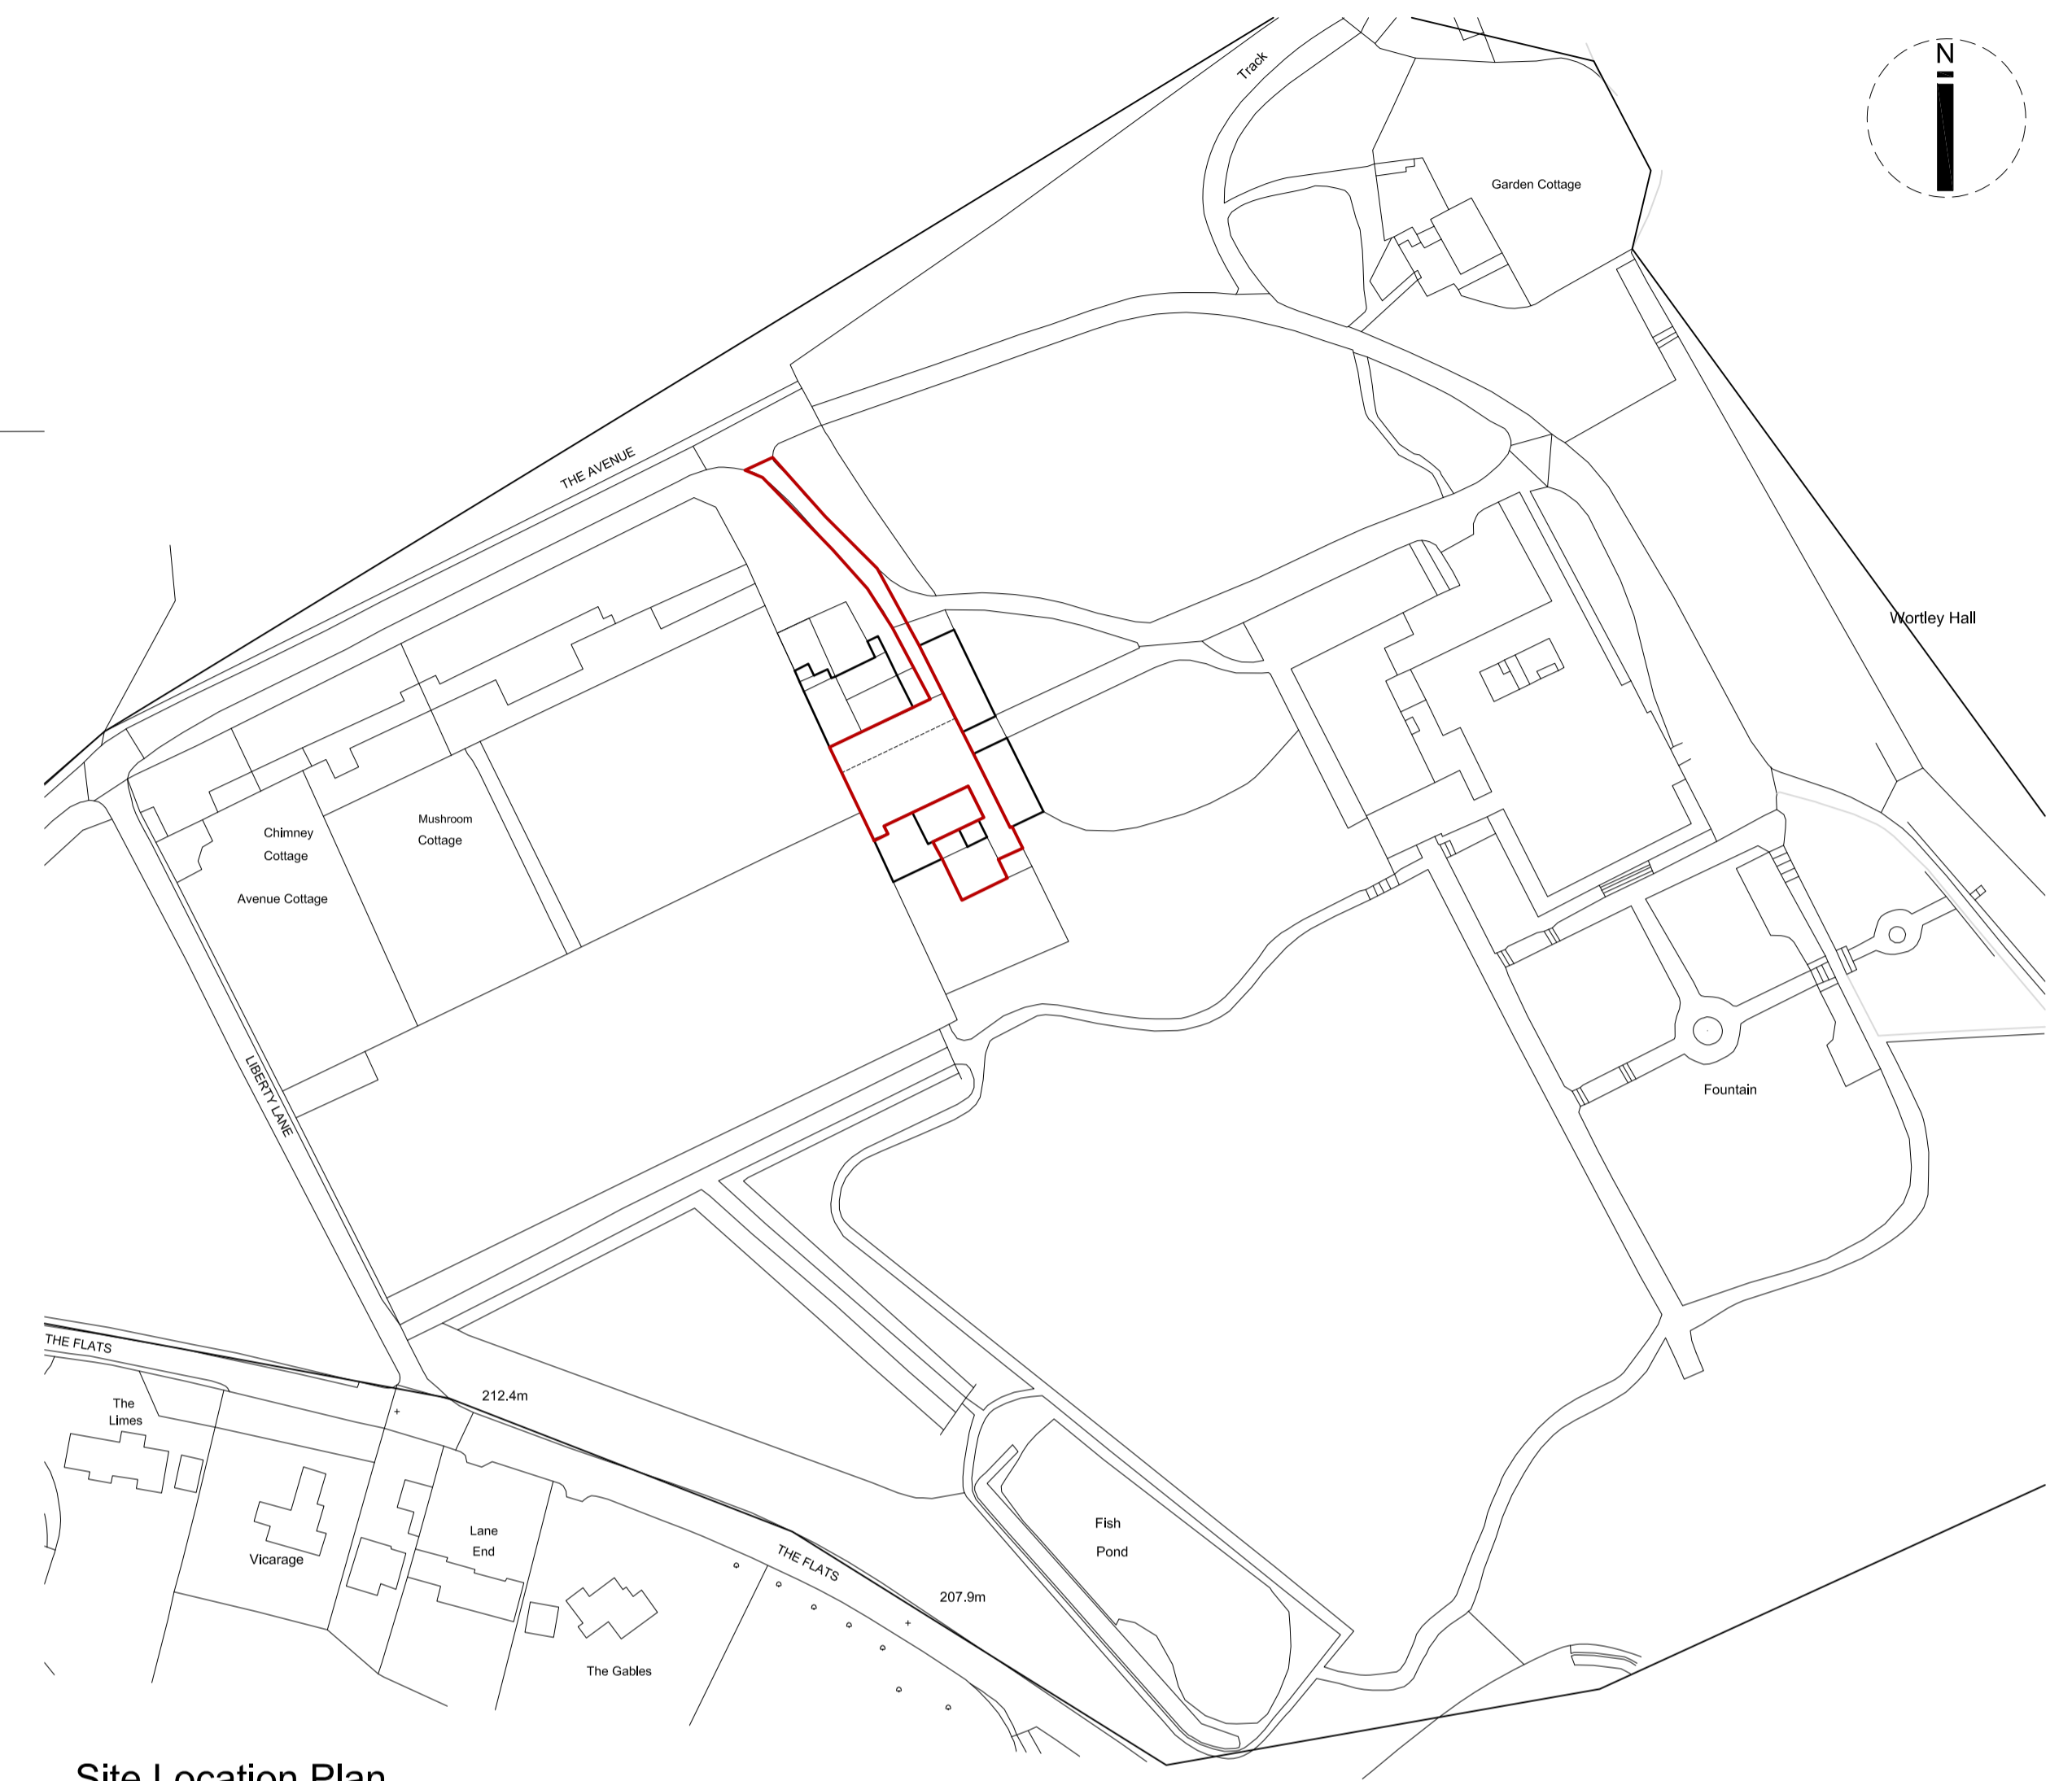 N
Track
Garden Cottage
THE AVENUE
Wortley Hall
Chimney
Cottage
Mushroom
Cottage
Avenue Cottage
LIBERTY LANE
Fountain
THE FLATS
212.4m
The
Limes
Vicarage
Lane
End
Fish
Pond
THE FLATS
207.9m
The Gables
Site Location Plan